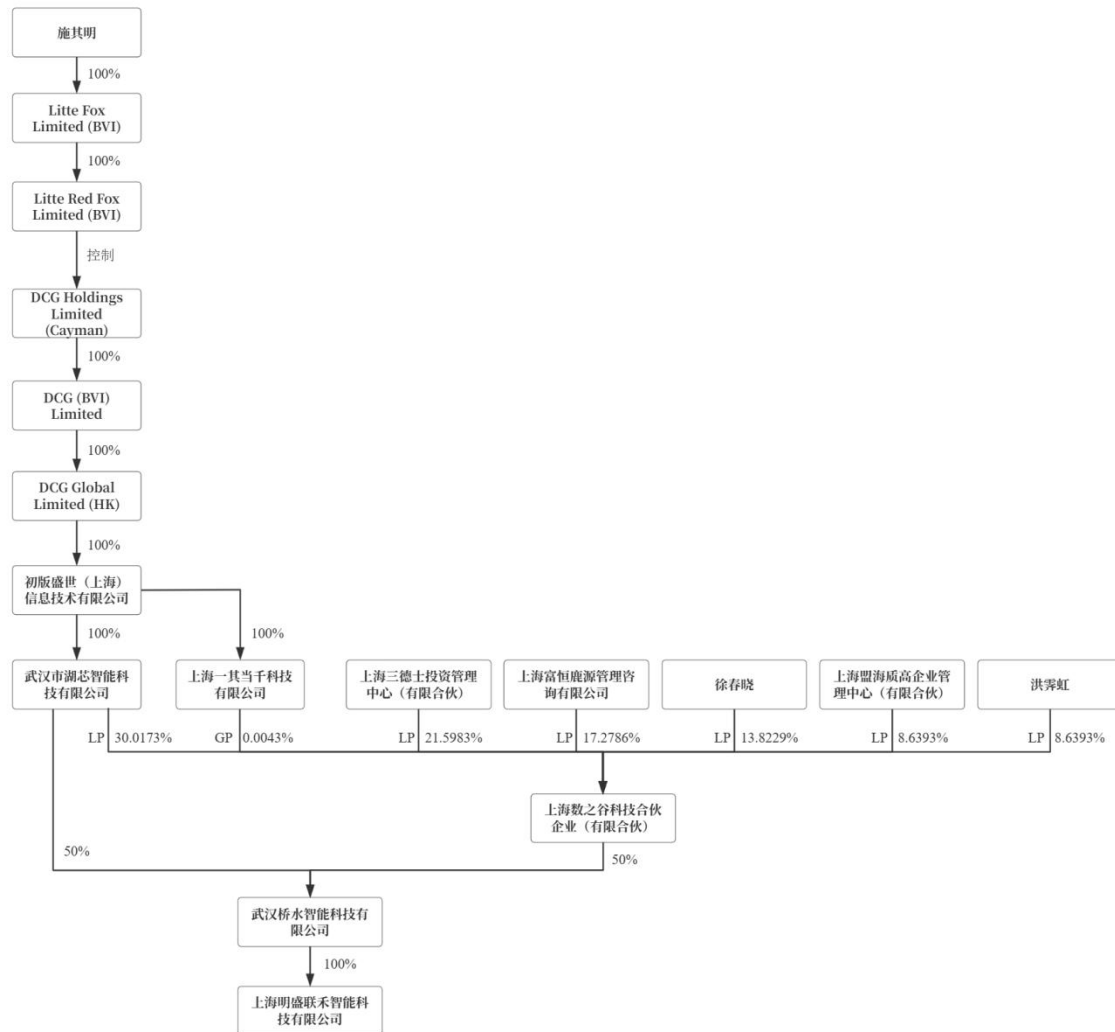 施其明
100%
Litte Fox
Limited (BVI)
100%
Litte Red Fox
Limited (BVI)
控制
DCG Holdings
Limited
(Cayman)
100%
DCG (BVI)
Limited
100%
DCG Global
Limited (HK)
100%
初版盛世（上海）
信息技术有限公司
100%
100%
武汉市湖芯智能科
技有限公司
上海一其当千科技
有限公司
上海三德士投资管理
中心（有限合伙）
上海富恒鹿源管理咨
询有限公司
徐春晓
上海盟海质高企业管
理中心（有限合伙）
洪霁虹
LP 30.0173%
GP 0.0043%
LP 21.5983%
LP 17.2786%
LP 13.8229%
LP 8.6393%
LP 8.6393%
上海数之谷科技合伙
企业（有限合伙）
50%
50%
武汉桥水智能科技有
限公司
100%
上海明盛联禾智能科
技有限公司